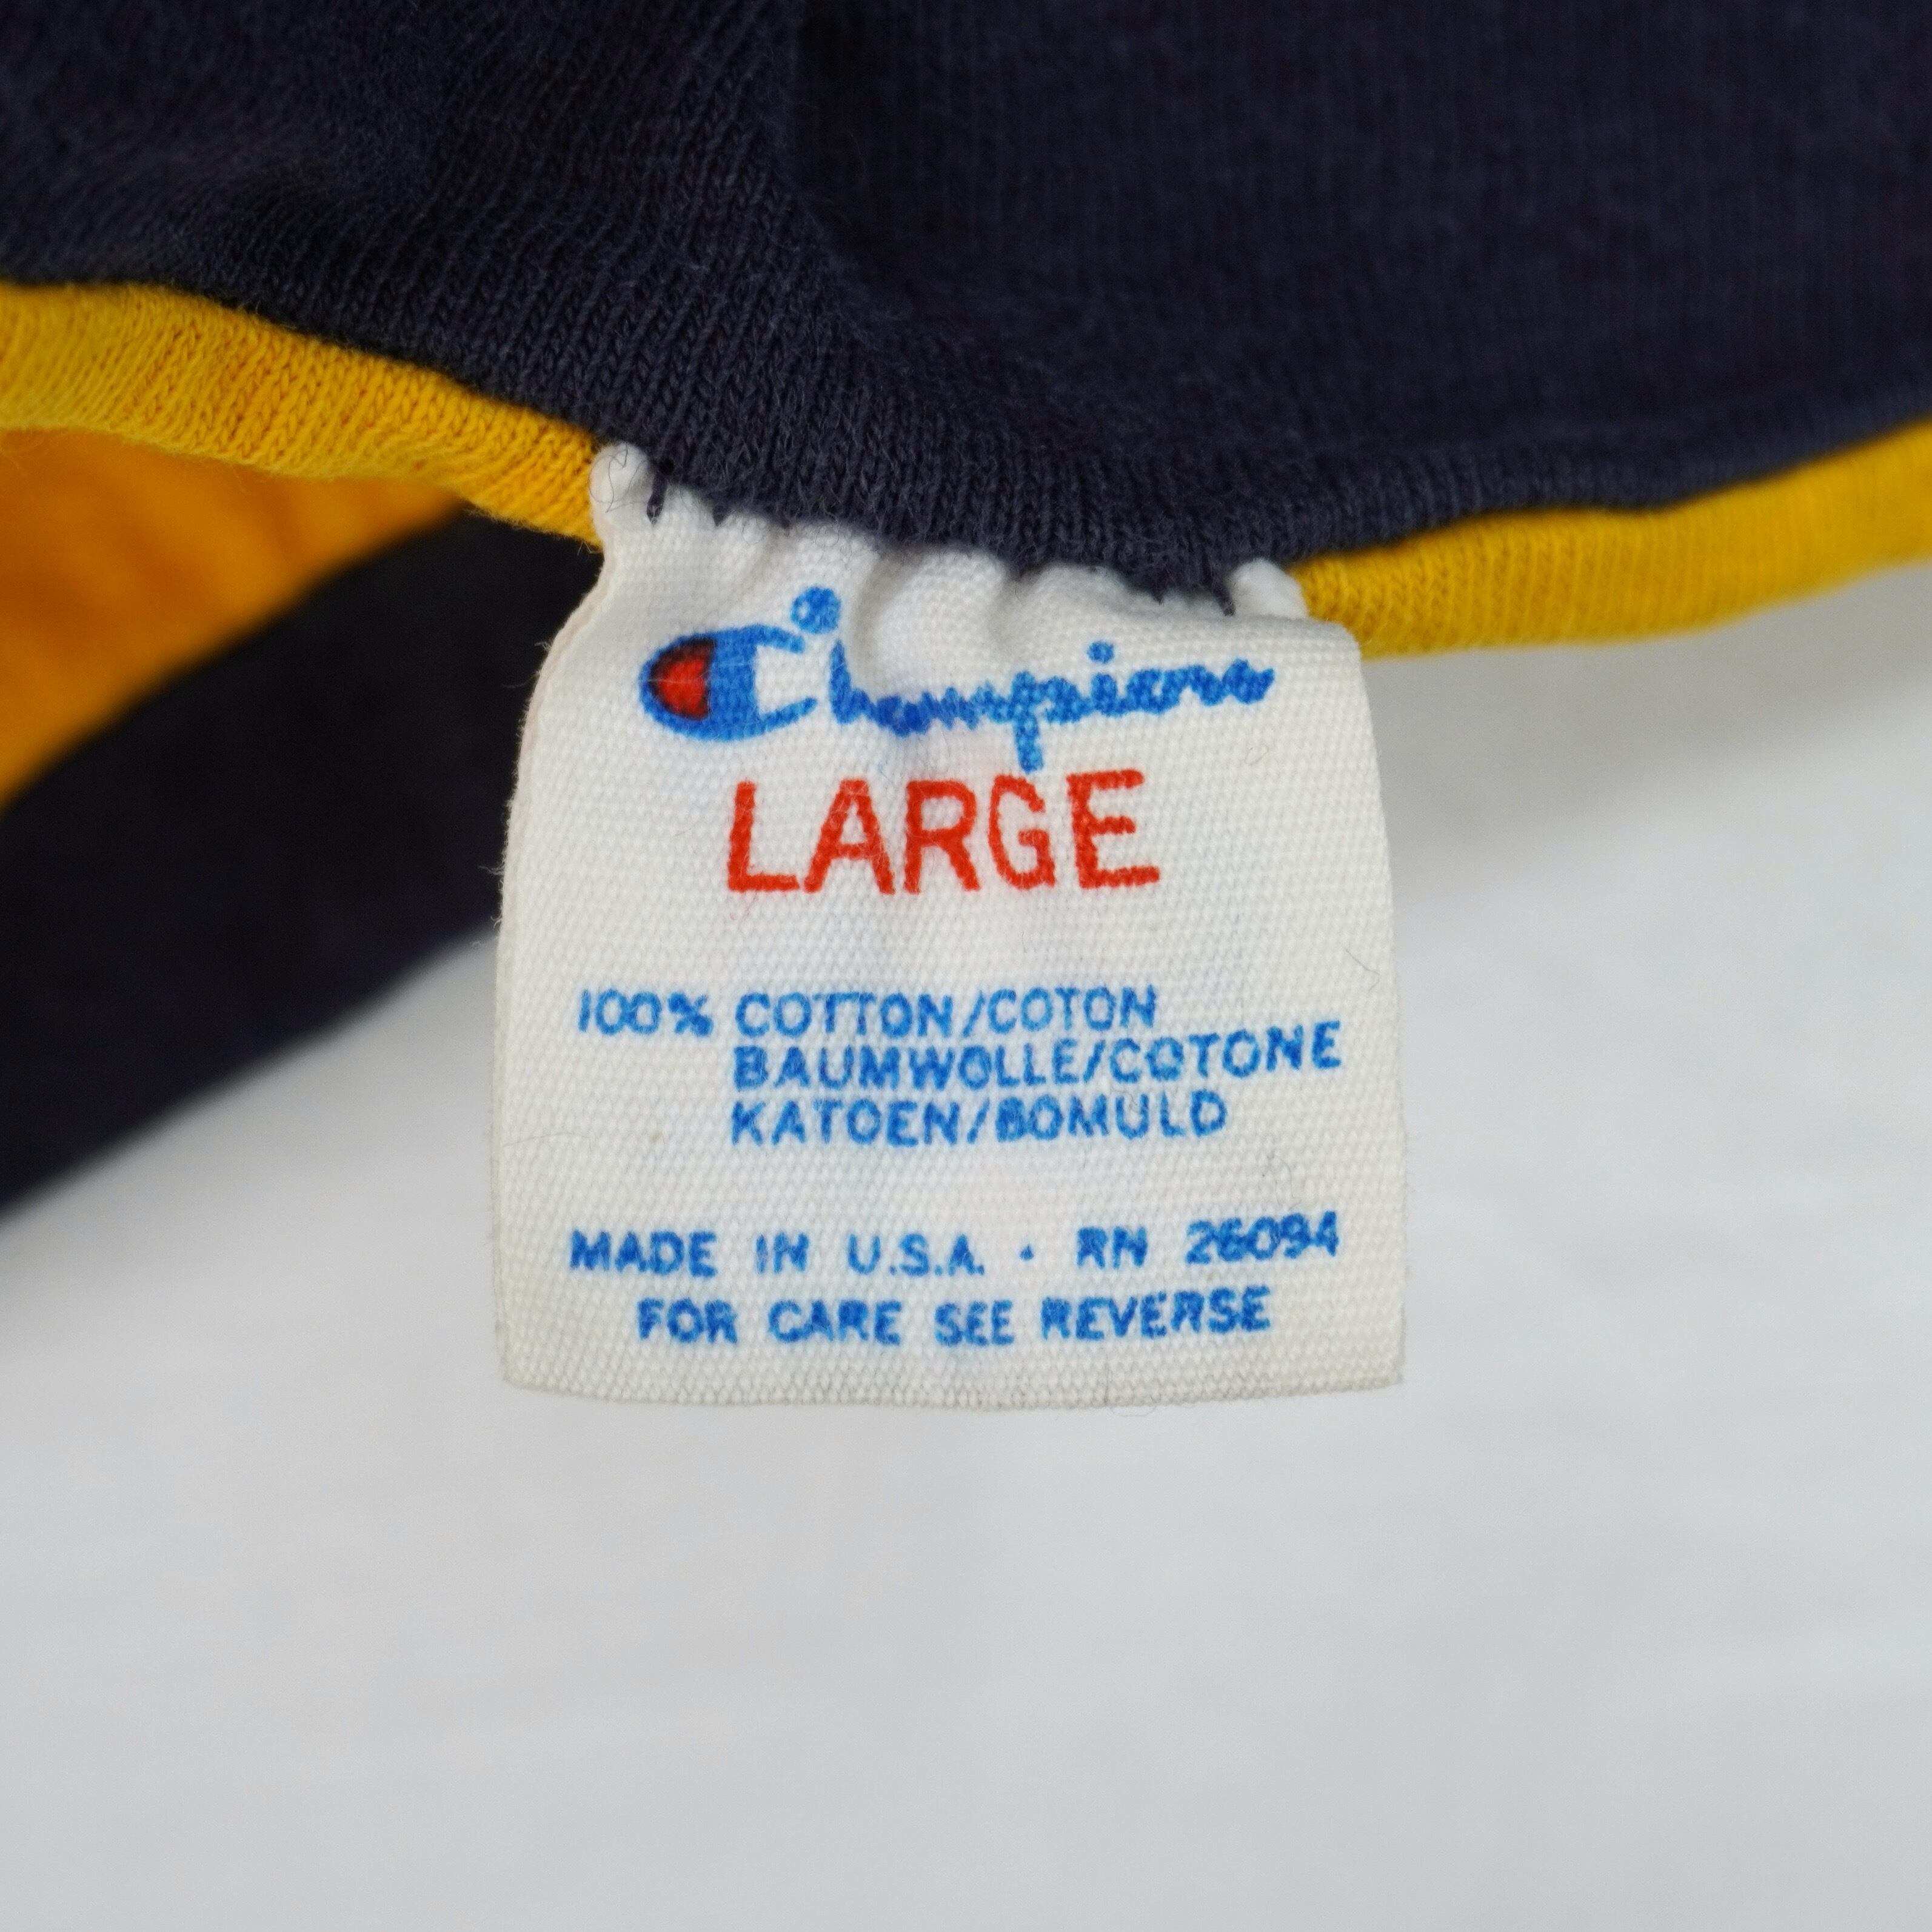 Champion
LARGE
100% COTTON/COTON
BAUMWOLLE/COTONE
KATOEN/BOMULD
MADE IN U.S.A. • RN 26094
FOR CARE SEE REVERSE